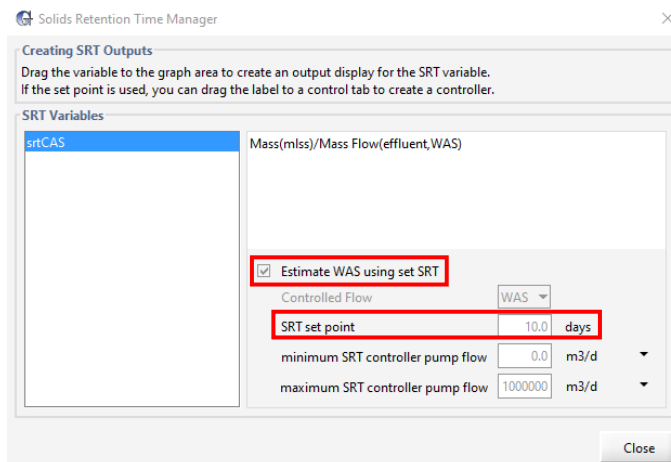 Solids Retention Time Manager
Creating SRT Outputs
Drag the variable to the graph area to create an output display for the SRT variable.
If the set point is used, you can drag the label to a control tab to create a controller.
SRT Variables
srtCAS
Mass(mlss)/Mass Flow(effluent,WAS)
Estimate WAS using set SRT
Controlled Flow WAS
SRT set point 10.0 days
minimum SRT controller pump flow 0.0 m3/d
maximum SRT controller pump flow 1000000 m3/d
Close